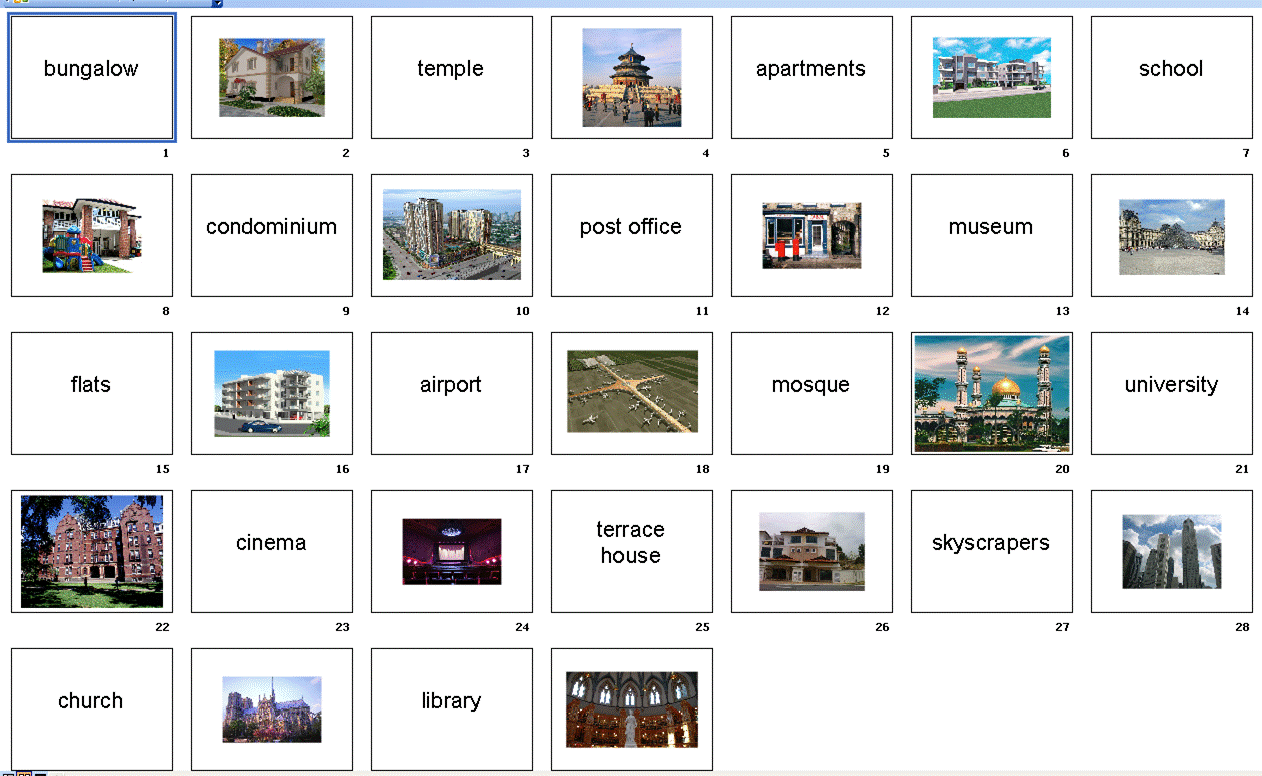 bungalow
temple
apartments
school
1
2
3
4
5
6
7
condominium
post office
museum
8
9
10
11
12
13
14
flats
airport
mosque
university
15
16
17
18
19
20
21
cinema
terrace
house
skyscrapers
22
23
24
25
26
27
28
church
library